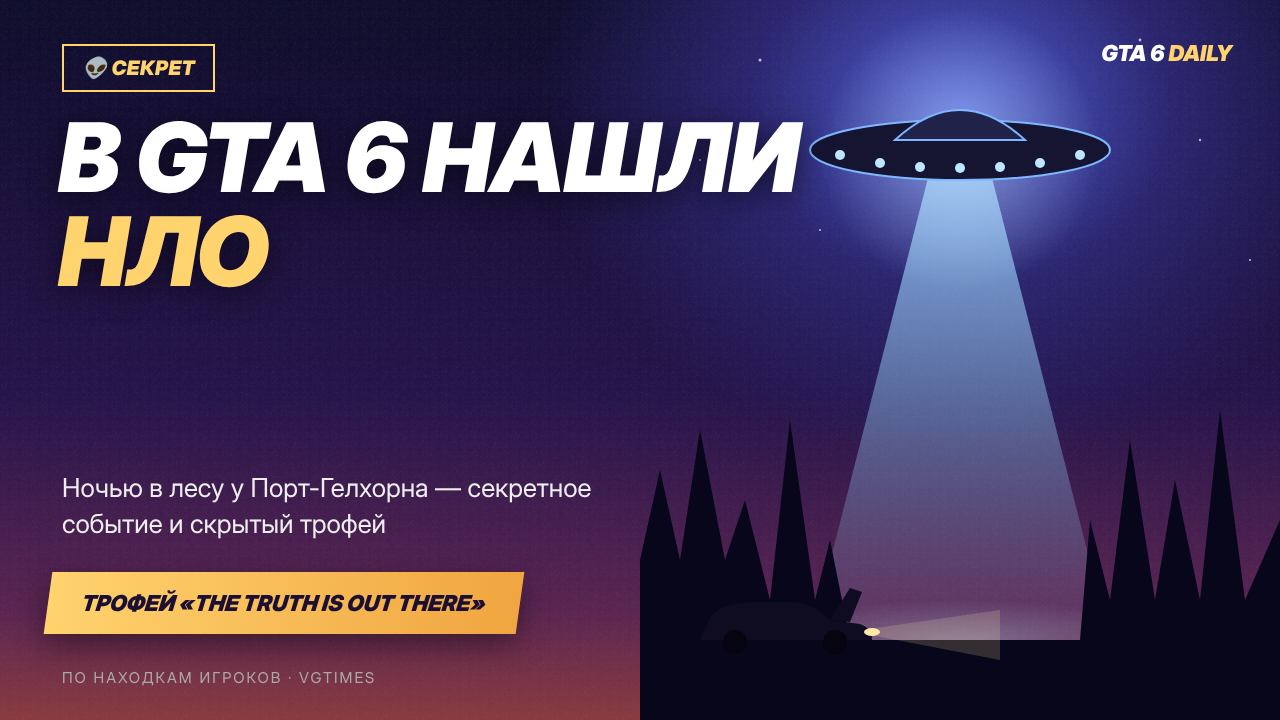 👽 СЕКРЕТ
GTA 6 DAILY
В GTA 6 НАШЛИ
НЛО
Ночью в лесу у Порт-Гелхорна — секретное
событие и скрытый трофей
ТРОФЕЙ «THE TRUTH IS OUT THERE»
ПО НАХОДКАМ ИГРОКОВ · VGTIMES